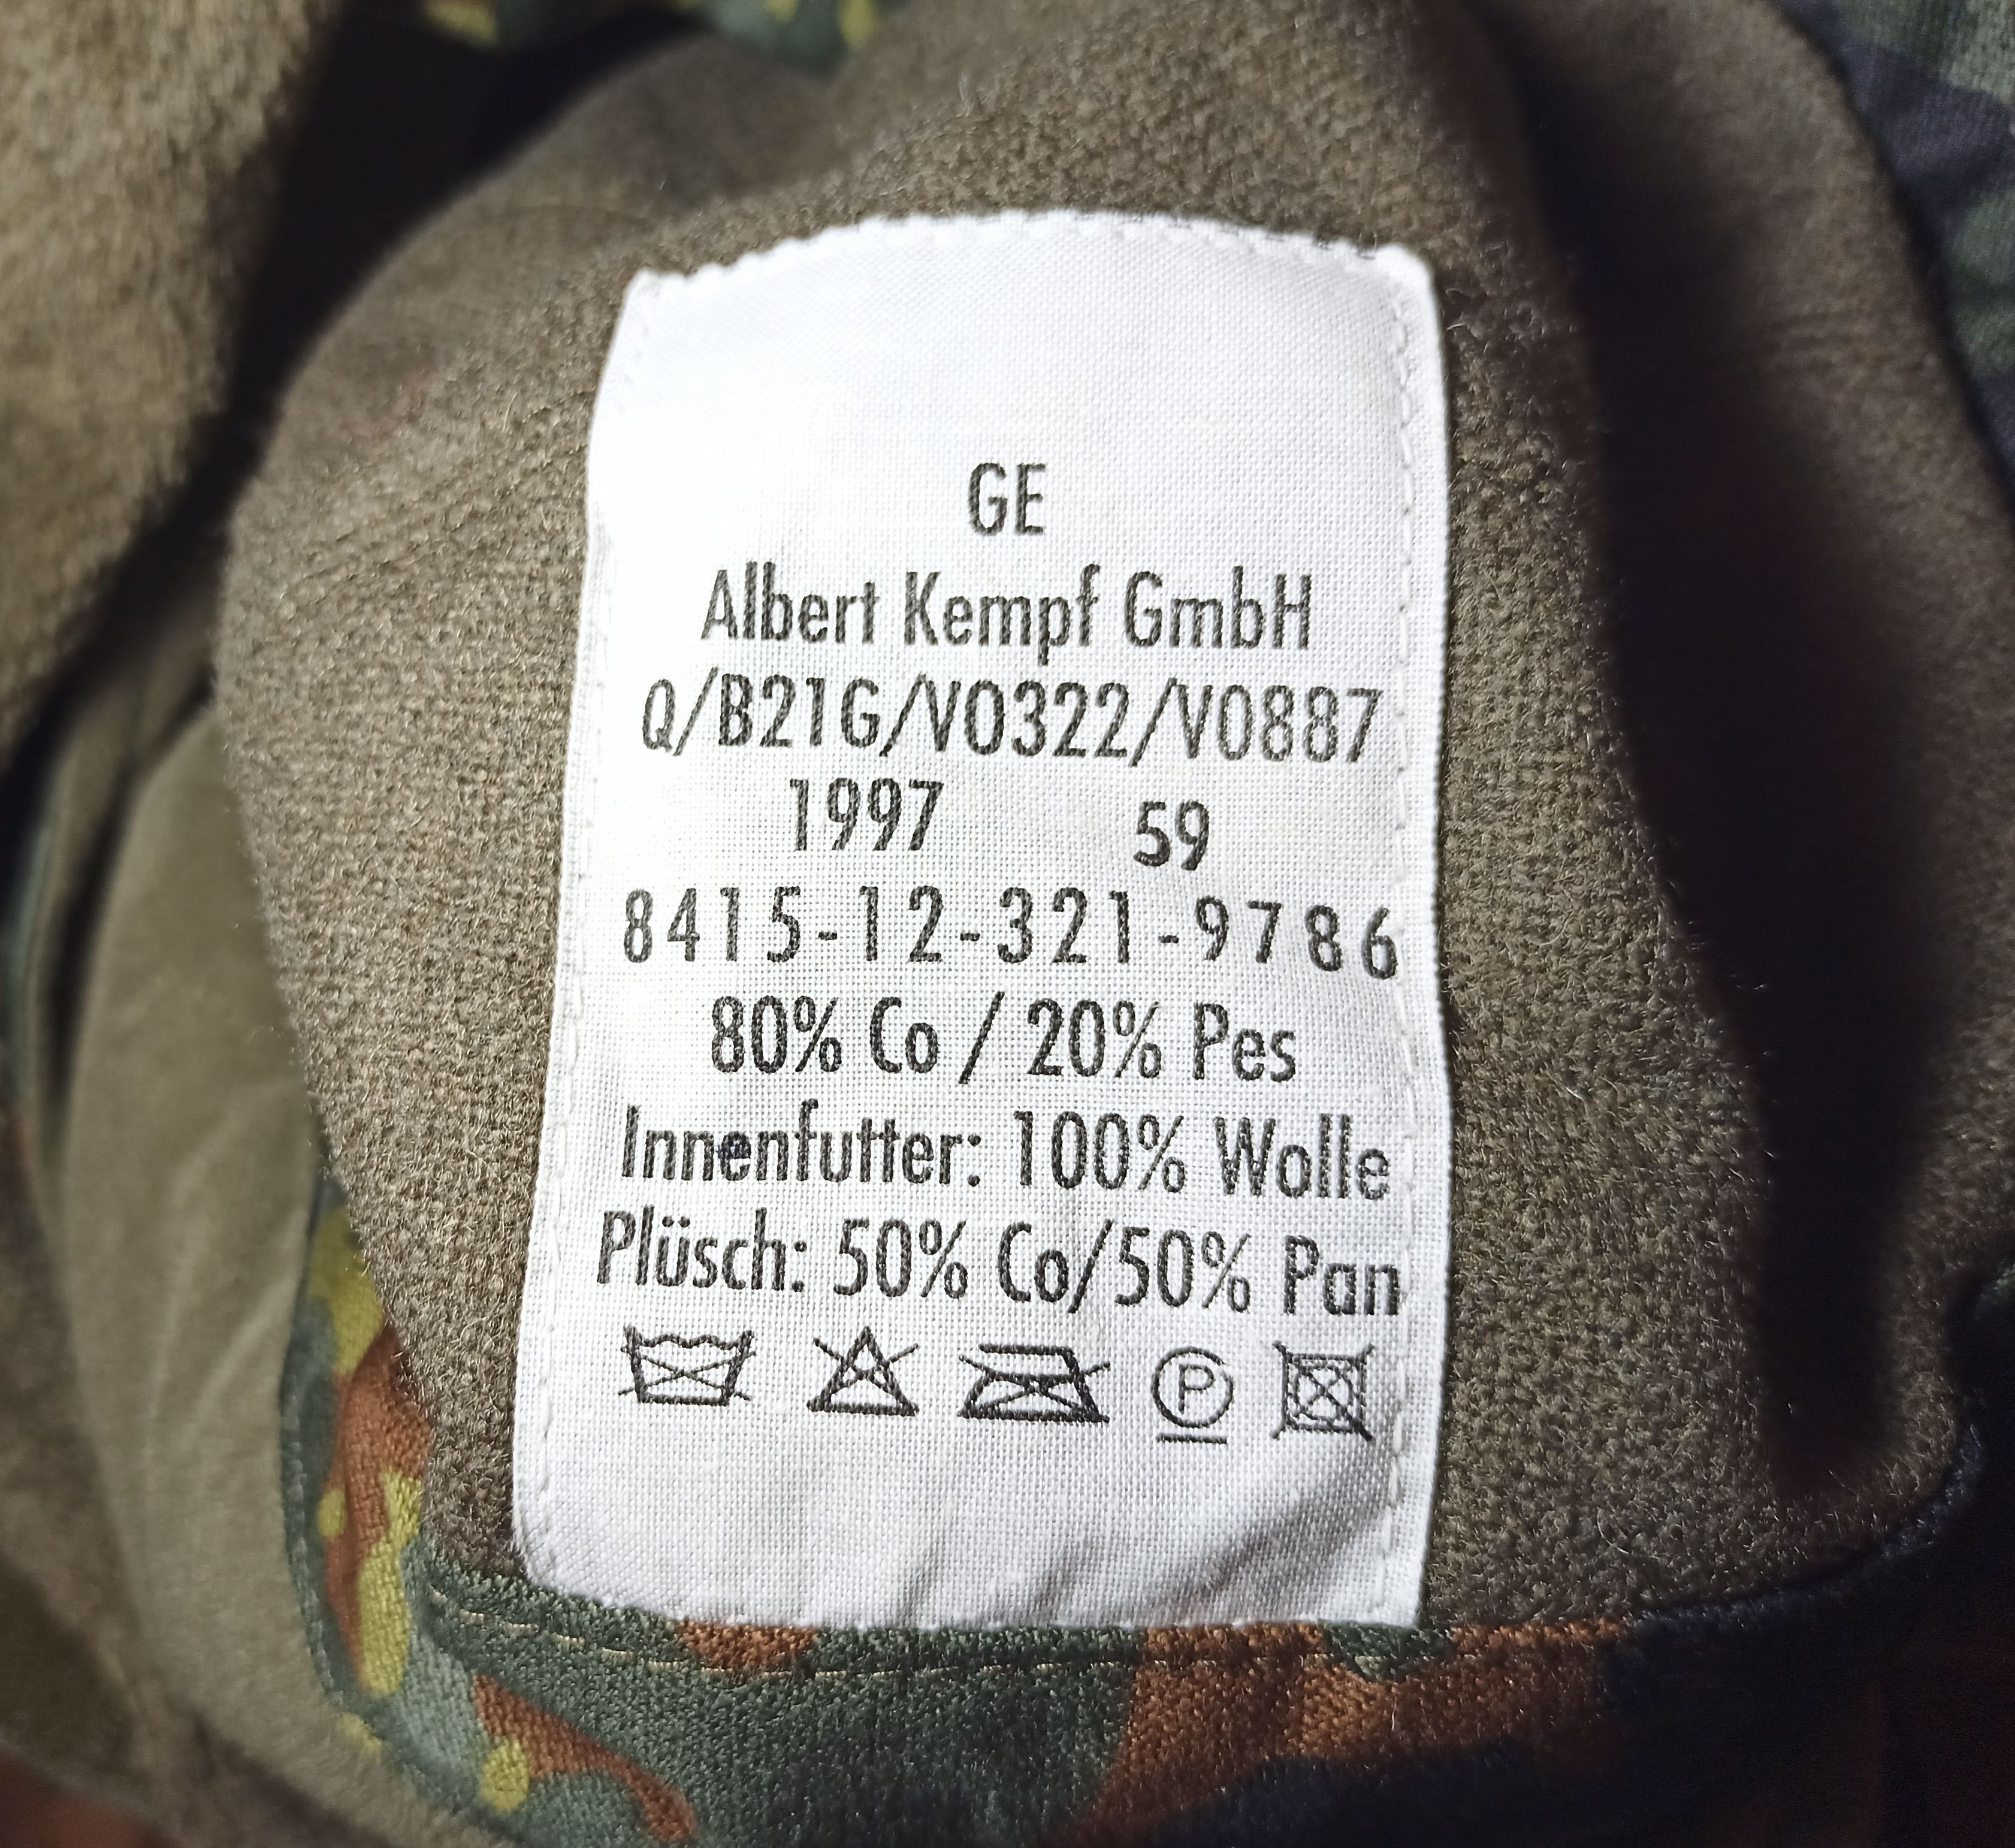 GE
Albert Kempf GmbH
Q/B21G/V0322/V0887
1997 59
8415-12-321-9786
80% Co / 20% Pes
Innenfutter: 100% Wolle
Plüsch: 50% Co/50% Pan
P